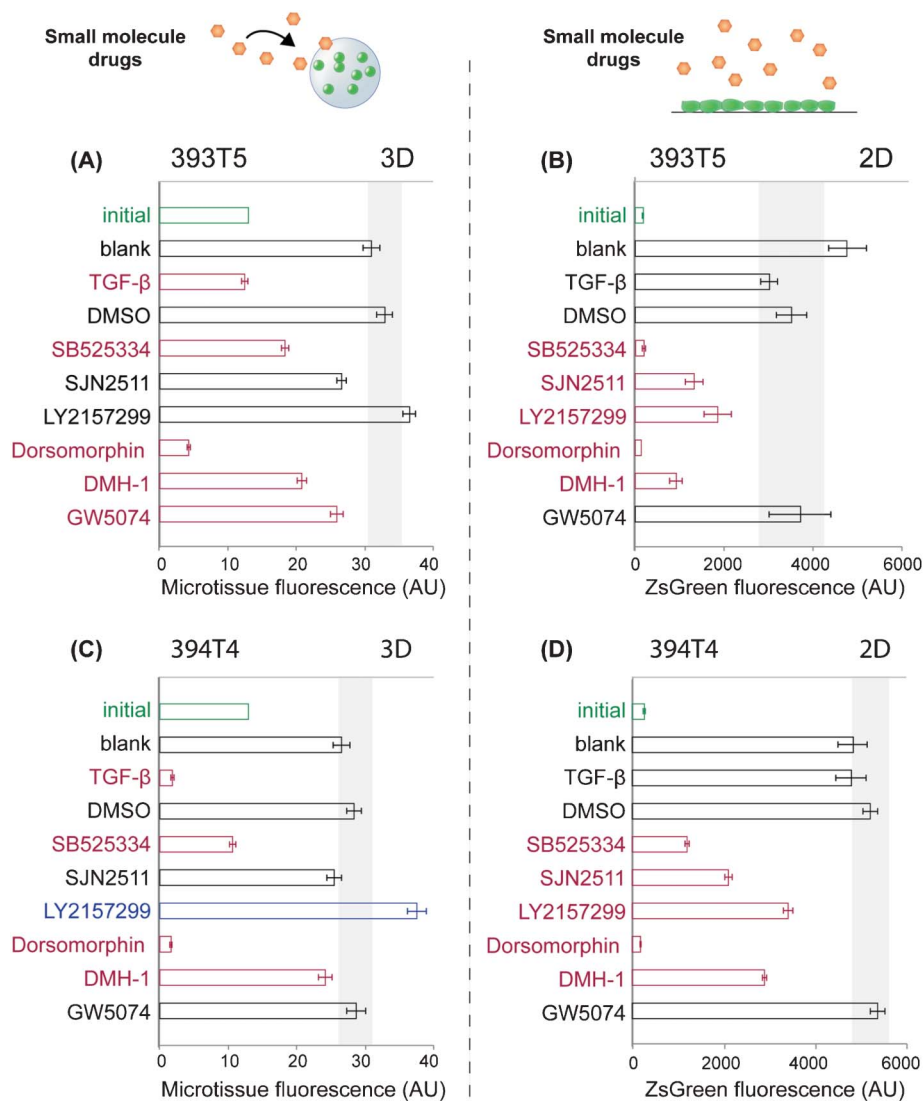 Small molecule
drugs
Small molecule
drugs
(A) 393T5 3D
initial
blank
TGF-β
DMSO
SB525334
SJN2511
LY2157299
Dorsomorphin
DMH-1
GW5074
0 10 20 30 40
Microtissue fluorescence (AU)
(B) 393T5 2D
initial
blank
TGF-β
DMSO
SB525334
SJN2511
LY2157299
Dorsomorphin
DMH-1
GW5074
0 2000 4000 6000
ZsGreen fluorescence (AU)
(C) 394T4 3D
initial
blank
TGF-β
DMSO
SB525334
SJN2511
LY2157299
Dorsomorphin
DMH-1
GW5074
0 10 20 30 40
Microtissue fluorescence (AU)
(D) 394T4 2D
initial
blank
TGF-β
DMSO
SB525334
SJN2511
LY2157299
Dorsomorphin
DMH-1
GW5074
0 2000 4000 6000
ZsGreen fluorescence (AU)